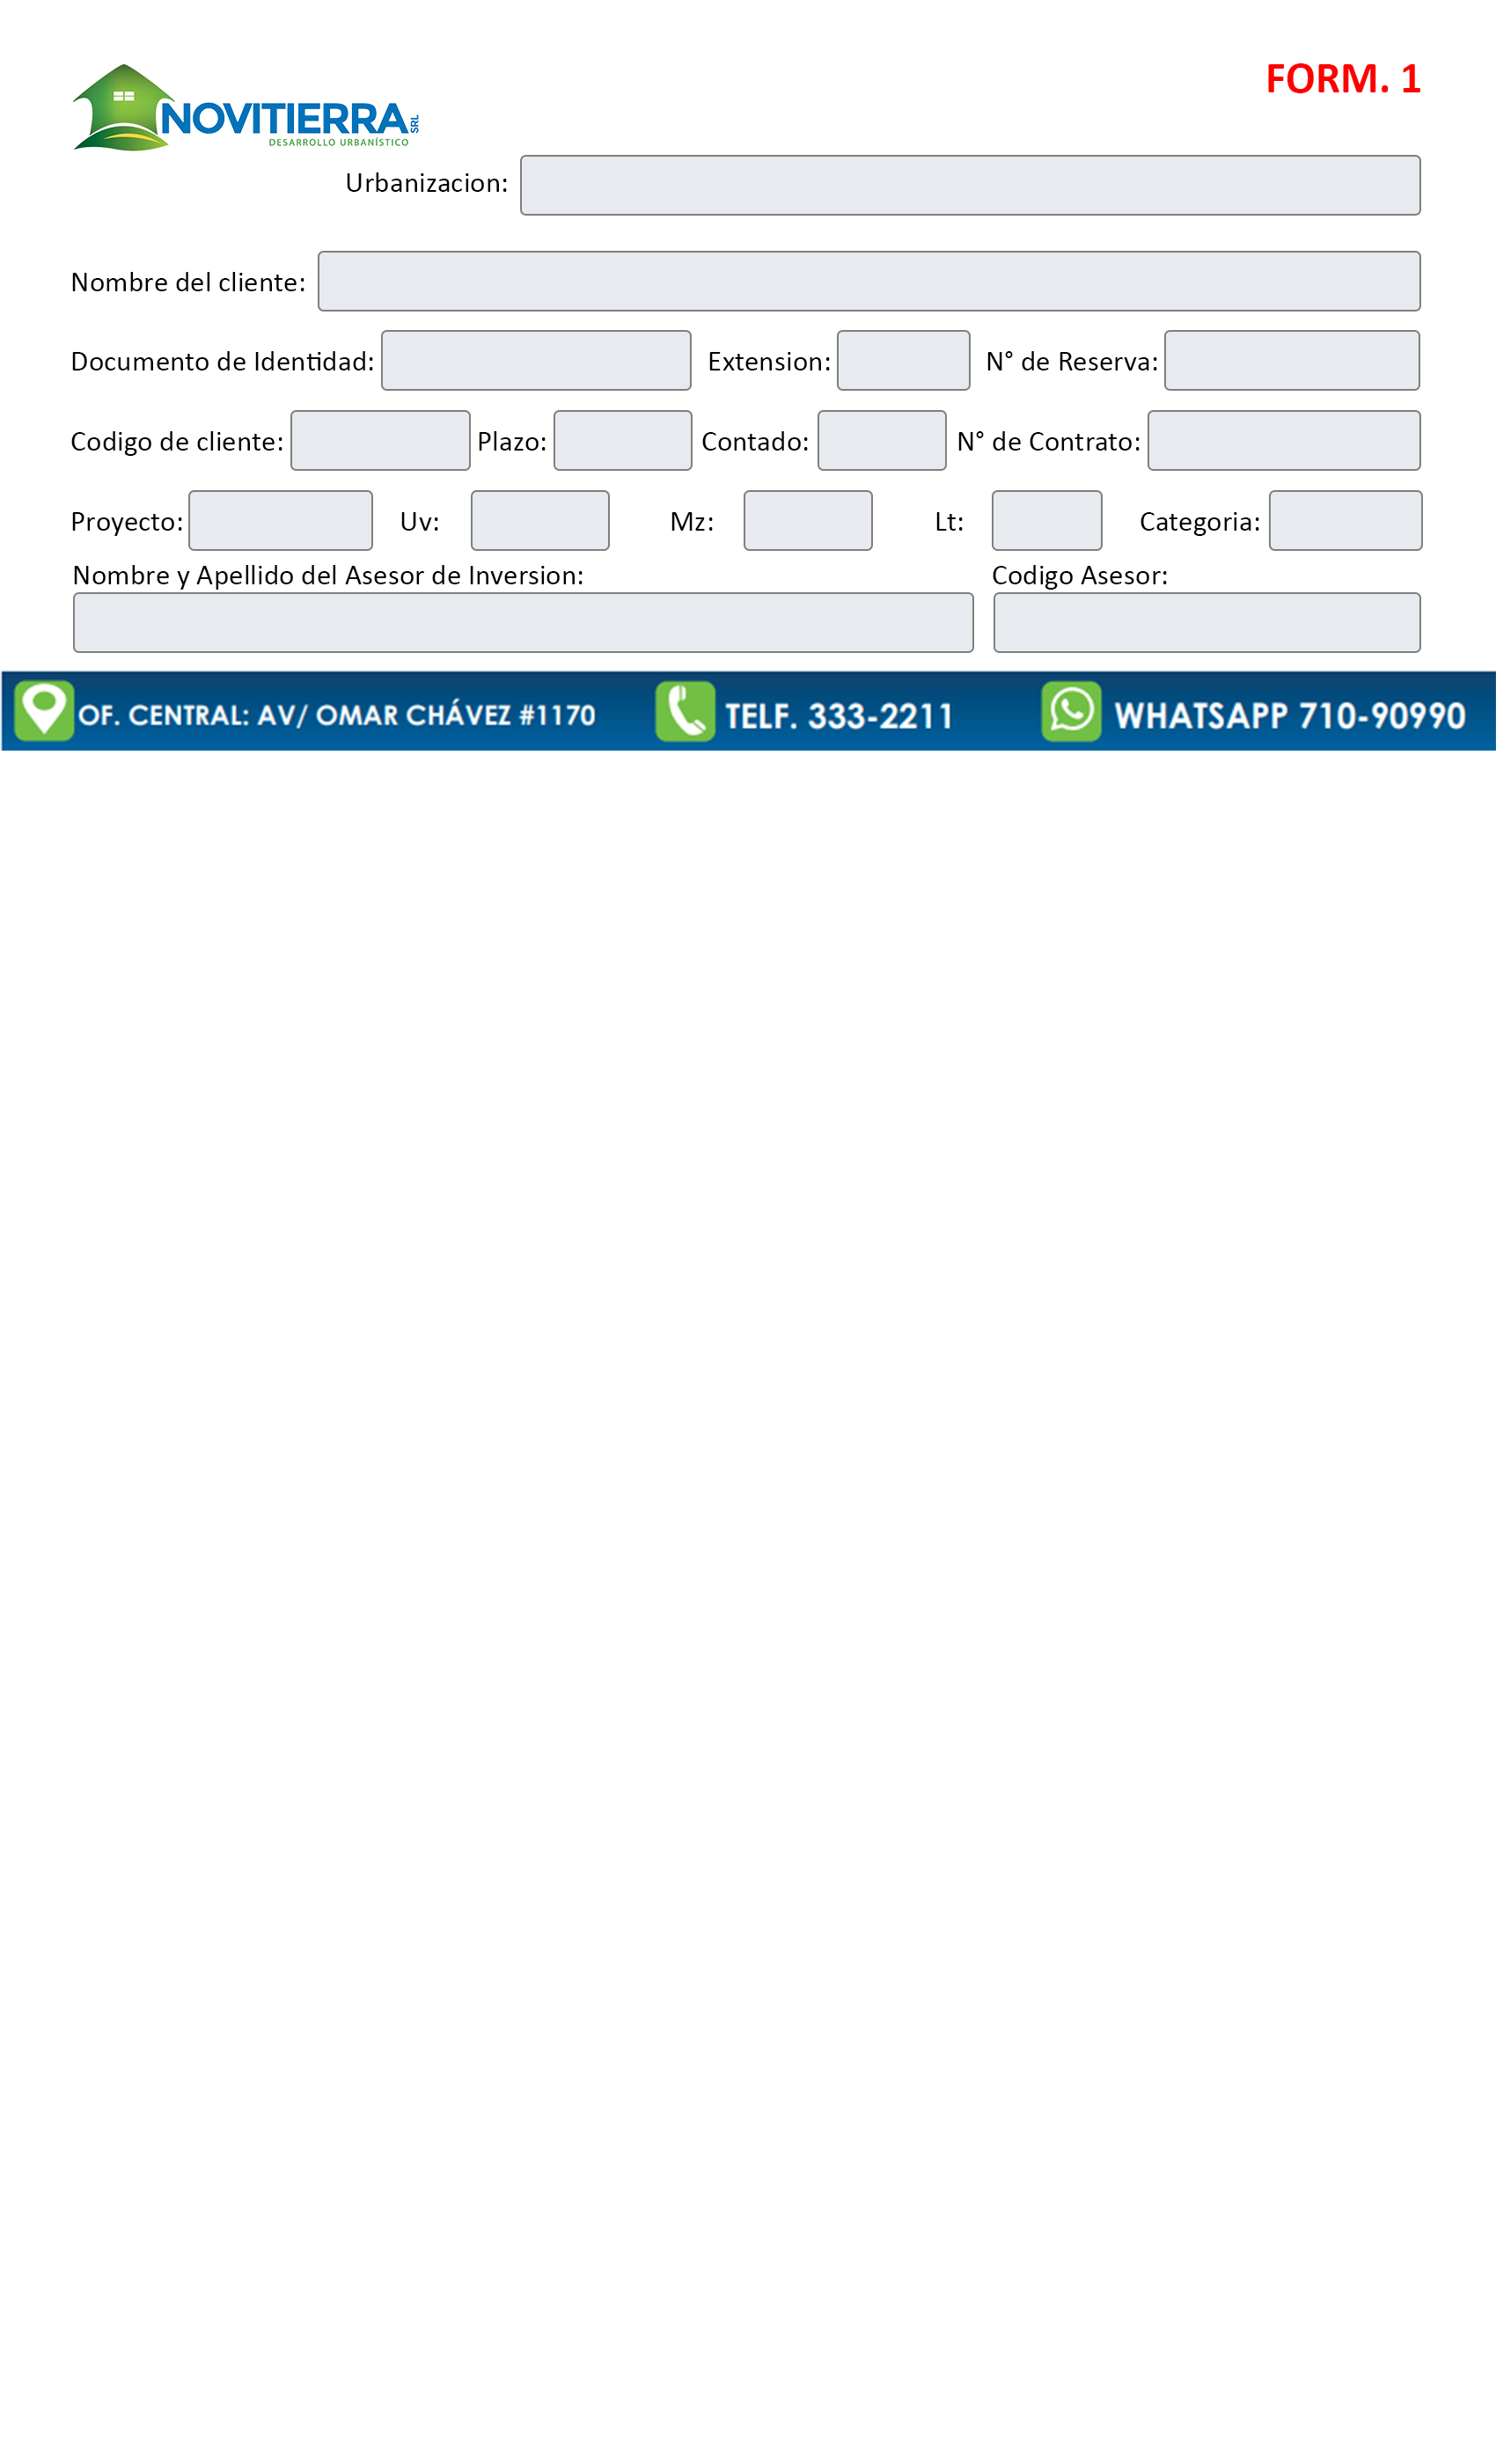 FORM. 1
NOVITIERRA SRL
DESARROLLO URBANÍSTICO
Urbanizacion:
Nombre del cliente:
Documento de Identidad: Extension: N° de Reserva:
Codigo de cliente: Plazo: Contado: N° de Contrato:
Proyecto: Uv: Mz: Lt: Categoria:
Nombre y Apellido del Asesor de Inversion: Codigo Asesor:
OF. CENTRAL: AV/ OMAR CHÁVEZ #1170 TELF. 333-2211 WHATSAPP 710-90990